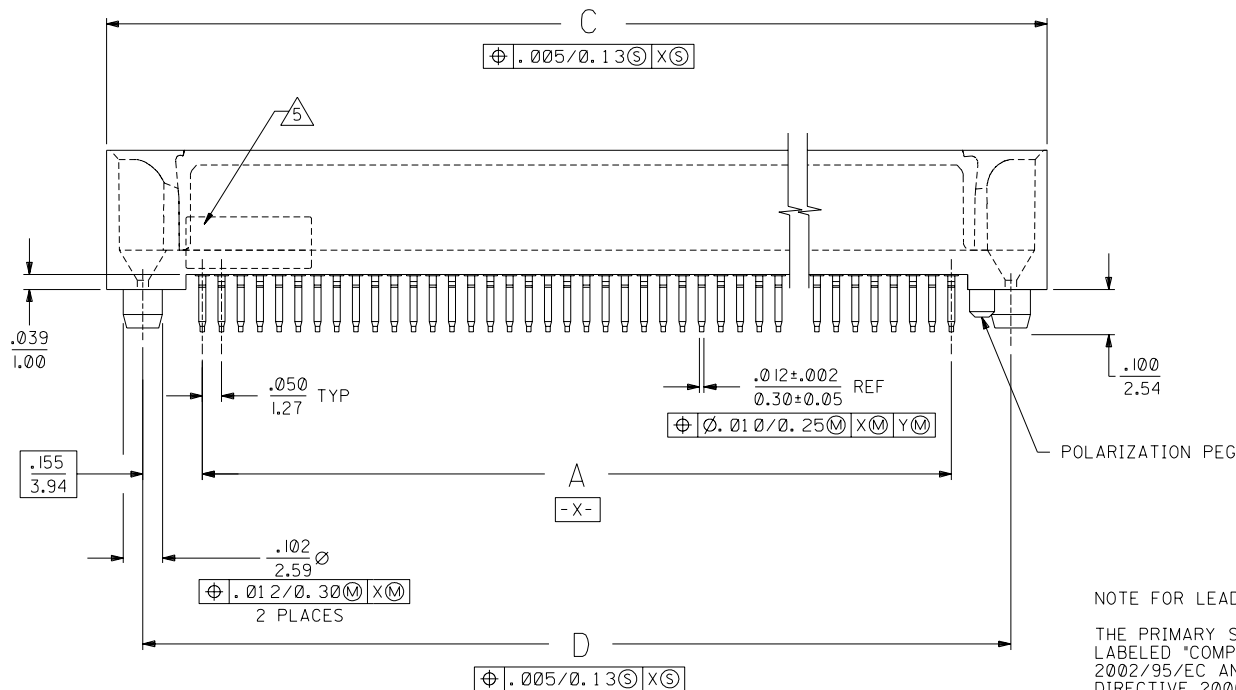 C
⌖ .005/0.13Ⓢ XⓈ
5
.039
1.00
.050
1.27 TYP
.012±.002
0.30±0.05 REF
⌖ Ø.010/0.25Ⓜ XⓂ YⓂ
.100
2.54
POLARIZATION PEG
.155
3.94
A
-X-
.102
2.59 Ø
⌖ .012/0.30Ⓜ XⓂ
2 PLACES
D
⌖ .005/0.13Ⓢ XⓈ
NOTE FOR LEAD
THE PRIMARY S
LABELED "COMP
2002/95/EC AN
DIRECTIVE 200